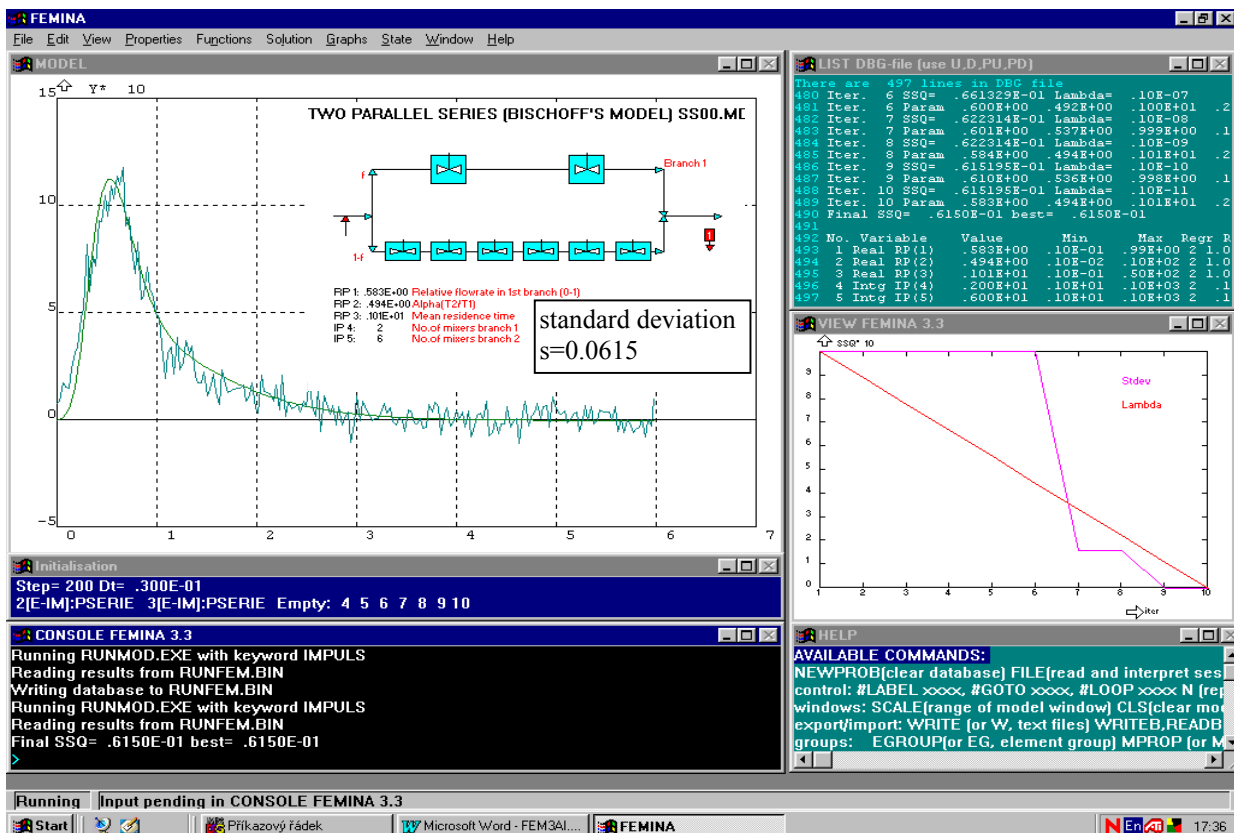 FEMINA
File Edit View Properties Functions Solution Graphs State Window Help
MODEL
Y* 10
15
10
5
0
-5
0 1 2 3 4 5 6 7
TWO PARALLEL SERIES (BISCHOFF'S MODEL) SS00.MD
Branch 1
f
1-f
1
RP 1: .583E+00 Relative flowrate in 1st branch (0-1)
RP 2: .494E+00 Alpha(T2/T1)
RP 3: .101E+01 Mean residence time
IP 4: 2 No.of mixers branch 1
IP 5: 6 No.of mixers branch 2
standard deviation
s=0.0615
LIST DBG-file (use U,D,PU,PD)
There are 497 lines in DBG file
480 Iter. 6 SSQ= .661329E-01 Lambda= .10E-07
481 Iter. 6 Param .600E+00 .492E+00 .100E+01 .2
482 Iter. 7 SSQ= .622314E-01 Lambda= .10E-08
483 Iter. 7 Param .601E+00 .537E+00 .999E+00 .1
484 Iter. 8 SSQ= .622314E-01 Lambda= .10E-09
485 Iter. 8 Param .584E+00 .494E+00 .101E+01 .2
486 Iter. 9 SSQ= .615195E-01 Lambda= .10E-10
487 Iter. 9 Param .610E+00 .536E+00 .998E+00 .1
488 Iter. 10 SSQ= .615195E-01 Lambda= .10E-11
489 Iter. 10 Param .583E+00 .494E+00 .101E+01 .2
490 Final SSQ= .6150E-01 best= .6150E-01
491
492 No. Variable Value Min Max Regr R
493 1 Real RP(1) .583E+00 .10E-01 .99E+00 2 1.0
494 2 Real RP(2) .494E+00 .10E-02 .10E+02 2 1.0
495 3 Real RP(3) .101E+01 .10E-01 .50E+02 2 1.0
496 4 Intg IP(4) .200E+01 .10E+01 .10E+03 2 .1
497 5 Intg IP(5) .600E+01 .10E+01 .10E+03 2 .1
VIEW FEMINA 3.3
SSQ* 10
9
8
7
6
5
4
3
2
1
0
Stdev
Lambda
1 2 3 4 5 6 7 8 9 10
iter
Initialisation
Step= 200 Dt= .300E-01
2[E-IM]:PSERIE 3[E-IM]:PSERIE Empty: 4 5 6 7 8 9 10
CONSOLE FEMINA 3.3
Running RUNMOD.EXE with keyword IMPULS
Reading results from RUNFEM.BIN
Writing database to RUNFEM.BIN
Running RUNMOD.EXE with keyword IMPULS
Reading results from RUNFEM.BIN
Final SSQ= .6150E-01 best= .6150E-01
>
HELP
AVAILABLE COMMANDS:
NEWPROB(clear database) FILE(read and interpret ses
control: #LABEL xxxx, #GOTO xxxx, #LOOP xxxx N (rep
windows: SCALE(range of model window) CLS(clear mo
export/import: WRITE (or W, text files) WRITEB,READB
groups: EGROUP(or EG, element group) MPROP (or M
Running Input pending in CONSOLE FEMINA 3.3
Start Příkazový řádek Microsoft Word - FEM3AI.... FEMINA N En 17:36